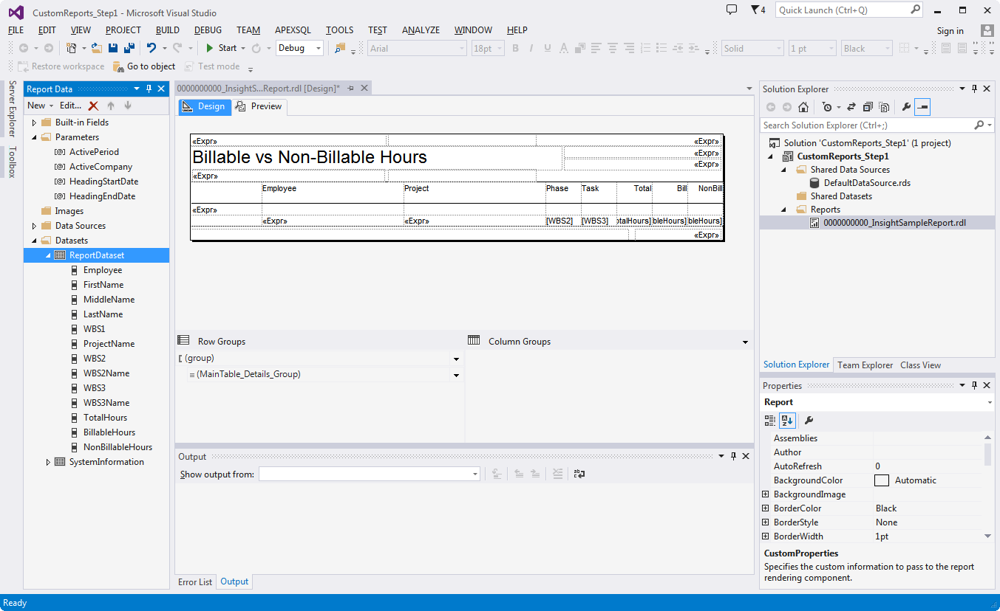 CustomReports_Step1 - Microsoft Visual Studio
4
Quick Launch (Ctrl+Q)
FILE EDIT VIEW PROJECT BUILD DEBUG TEAM APEXSQL TOOLS TEST ANALYZE WINDOW HELP
Sign in
Start Debug Arial 18pt B I U A Solid 1 pt Black
Restore workspace Go to object Test mode
Server Explorer
Toolbox
Report Data
New Edit...
Built-in Fields
Parameters
ActivePeriod
ActiveCompany
HeadingStartDate
HeadingEndDate
Images
Data Sources
Datasets
ReportDataset
Employee
FirstName
MiddleName
LastName
WBS1
ProjectName
WBS2
WBS2Name
WBS3
WBS3Name
TotalHours
BillableHours
NonBillableHours
SystemInformation
0000000000_InsightS...Report.rdl [Design]*
Design Preview
«Expr» «Expr»
Billable vs Non-Billable Hours «Expr»
«Expr»
«Expr»
Employee Project Phase Task Total Bill NonBill
«Expr»
«Expr» «Expr» [WBS2] [WBS3] otalHours] bleHours] bleHours]
«Expr»
Row Groups Column Groups
[ (group)
(MainTable_Details_Group)
Output
Show output from:
Error List Output
Solution Explorer
Search Solution Explorer (Ctrl+;)
Solution 'CustomReports_Step1' (1 project)
CustomReports_Step1
Shared Data Sources
DefaultDataSource.rds
Shared Datasets
Reports
0000000000_InsightSampleReport.rdl
Solution Explorer Team Explorer Class View
Properties
Report
Assemblies
Author
AutoRefresh 0
BackgroundColor Automatic
BackgroundImage
BorderColor Black
BorderStyle None
BorderWidth 1pt
CustomProperties
Specifies the custom information to pass to the report
rendering component.
Ready